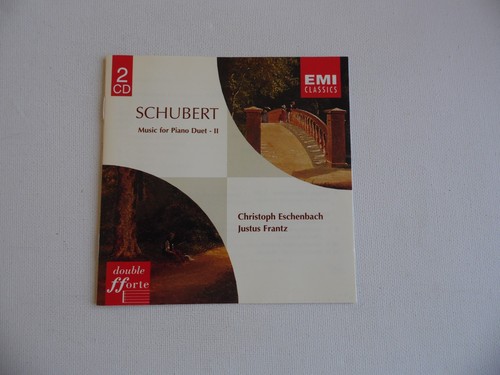 2
CD
EMI
CLASSICS
SCHUBERT
Music for Piano Duet - II
Christoph Eschenbach
Justus Frantz
double
fforte